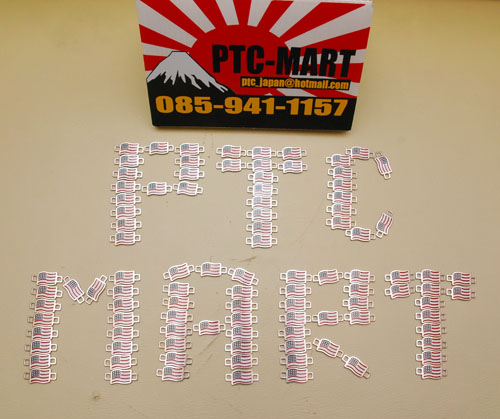 PTC-MART
ptc_japan@hotmail.com
085-941-1157
PTC
MART